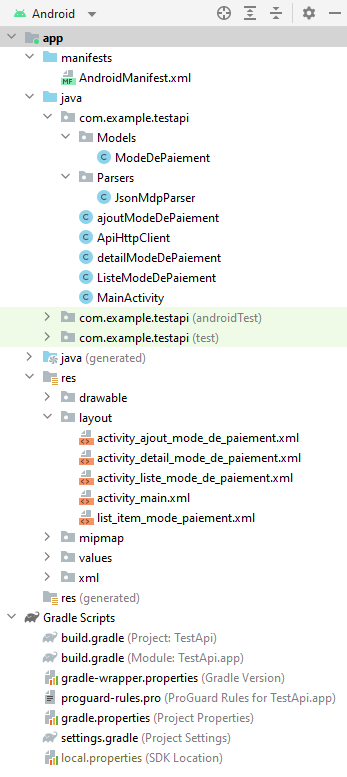 Android
app
manifests
AndroidManifest.xml
java
com.example.testapi
Models
ModeDePaiement
Parsers
JsonMdpParser
ajoutModeDePaiement
ApiHttpClient
detailModeDePaiement
ListeModeDePaiement
MainActivity
com.example.testapi (androidTest)
com.example.testapi (test)
java (generated)
res
drawable
layout
activity_ajout_mode_de_paiement.xml
activity_detail_mode_de_paiement.xml
activity_liste_mode_de_paiement.xml
activity_main.xml
list_item_mode_paiement.xml
mipmap
values
xml
res (generated)
Gradle Scripts
build.gradle (Project: TestApi)
build.gradle (Module: TestApi.app)
gradle-wrapper.properties (Gradle Version)
proguard-rules.pro (ProGuard Rules for TestApi.app)
gradle.properties (Project Properties)
settings.gradle (Project Settings)
local.properties (SDK Location)